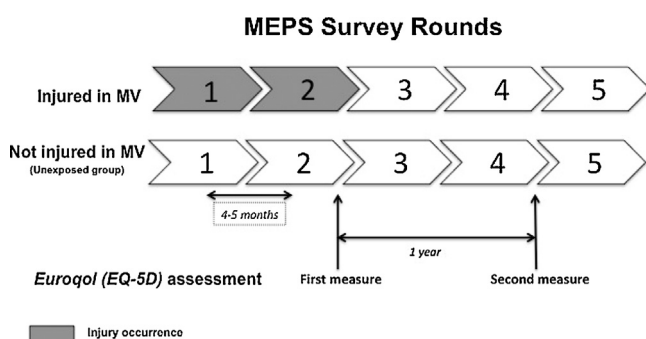 MEPS Survey Rounds
Injured in MV
1 2 3 4 5
Not injured in MV
(Unexposed group)
1 2 3 4 5
4-5 months
1 year
Euroqol (EQ-5D) assessment
First measure
Second measure
Injury occurrence